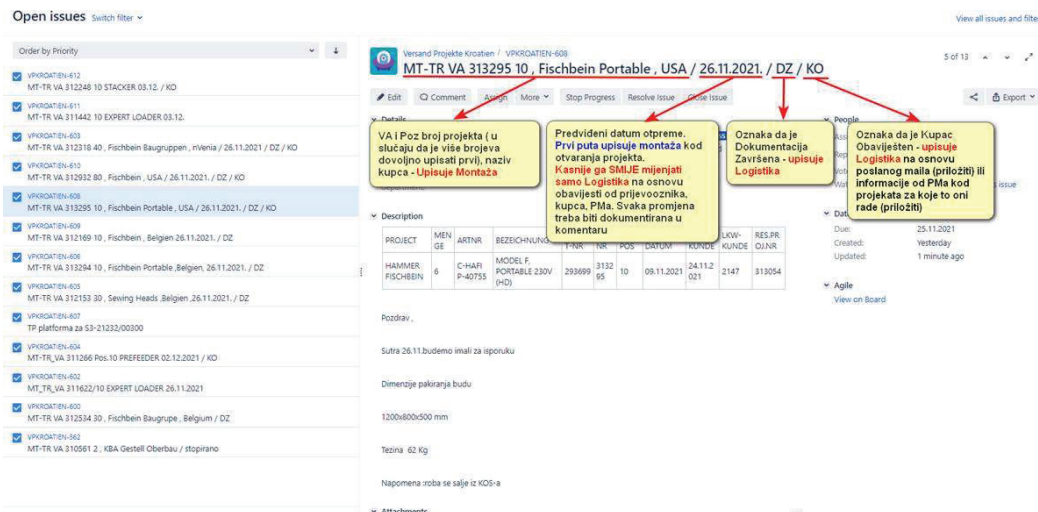 Open issues Switch filter
View all issues and filte
Order by Priority
VPKROATIEN-612
MT-TR VA 312248 10 STACKER 03.12. / KO
VPKROATIEN-611
MT-TR VA 311442 10 EXPERT LOADER 03.12.
VPKROATIEN-603
MT-TR VA 312318 40 , Fischbein Baugruppen , nVenia / 26.11.2021 / DZ / KO
VPKROATIEN-610
MT-TR VA 312932 80 , Fischbein , USA / 26.11.2021. / DZ / KO
VPKROATIEN-608
MT-TR VA 313295 10 , Fischbein Portable , USA / 26.11.2021. / DZ / KO
VPKROATIEN-609
MT-TR VA 312169 10 , Fischbein , Belgien 26.11.2021. / DZ
VPKROATIEN-606
MT-TR VA 313294 10 , Fischbein Portable ,Belgien, 26.11.2021. / DZ
VPKROATIEN-605
MT-TR VA 312153 30 , Sewing Heads ,Belgien ,26.11.2021. / DZ
VPKROATIEN-607
TP platforma za S3-21232/00300
VPKROATIEN-604
MT-TR_VA 311266 Pos.10 PREFEEDER 02.12.2021 / KO
VPKROATIEN-602
MT_TR_VA 311622/10 EXPERT LOADER 26.11.2021
VPKROATIEN-600
MT-TR VA 312534 30 , Fischbein Baugrupe , Belgium / DZ
VPKROATIEN-562
MT-TR VA 310561 2 , KBA Gestell Oberbau / stopirano
Versand Projekte Kroatien / VPKROATIEN-608
MT-TR VA 313295 10 , Fischbein Portable , USA / 26.11.2021. / DZ / KO
5 of 13
Edit Comment Assign More Stop Progress Resolve Issue Close Issue
Export
Details
People
VA i Poz broj projekta ( u
slučaju da je više brojeva
dovoljno upisati prvi), naziv
kupca - Upisuje Montaža
Predviđeni datum otpreme.
Prvi puta upisuje montaža kod
otvaranja projekta.
Kasnije ga SMIJE mijenjati
samo Logistika na osnovu
obavijesti od prijevooznika,
kupca, PMa. Svaka promjena
treba biti dokumentirana u
komentaru
Oznaka da je
Dokumentacija
Završena - upisuje
Logistika
Oznaka da je Kupac
Obaviješten - upisuje
Logistika na osnovu
poslanog maila (priložiti) ili
informacije od PMa kod
projekata za koje to oni
rade (priložiti)
issue
Description
PROJECT MEN GE ARTNR BEZEICHNUNG T-NR NR POS DATUM KUNDE LKW-KUNDE RES.PR OJ.NR
HAMMER FISCHBEIN 6 C-HAFI P-40755 MODEL F, PORTABLE 230V (HD) 293699 3132 95 10 09.11.2021 24.11.2 021 2147 313054
Pozdrav ,
Sutra 26.11.budemo imali za isporuku
Dimenzije pakiranja budu
1200x800x500 mm
Tezina 62 Kg
Napomena :roba se salje iz KOS-a
Attachments
Due: 25.11.2021
Created: Yesterday
Updated: 1 minute ago
Agile
View on Board